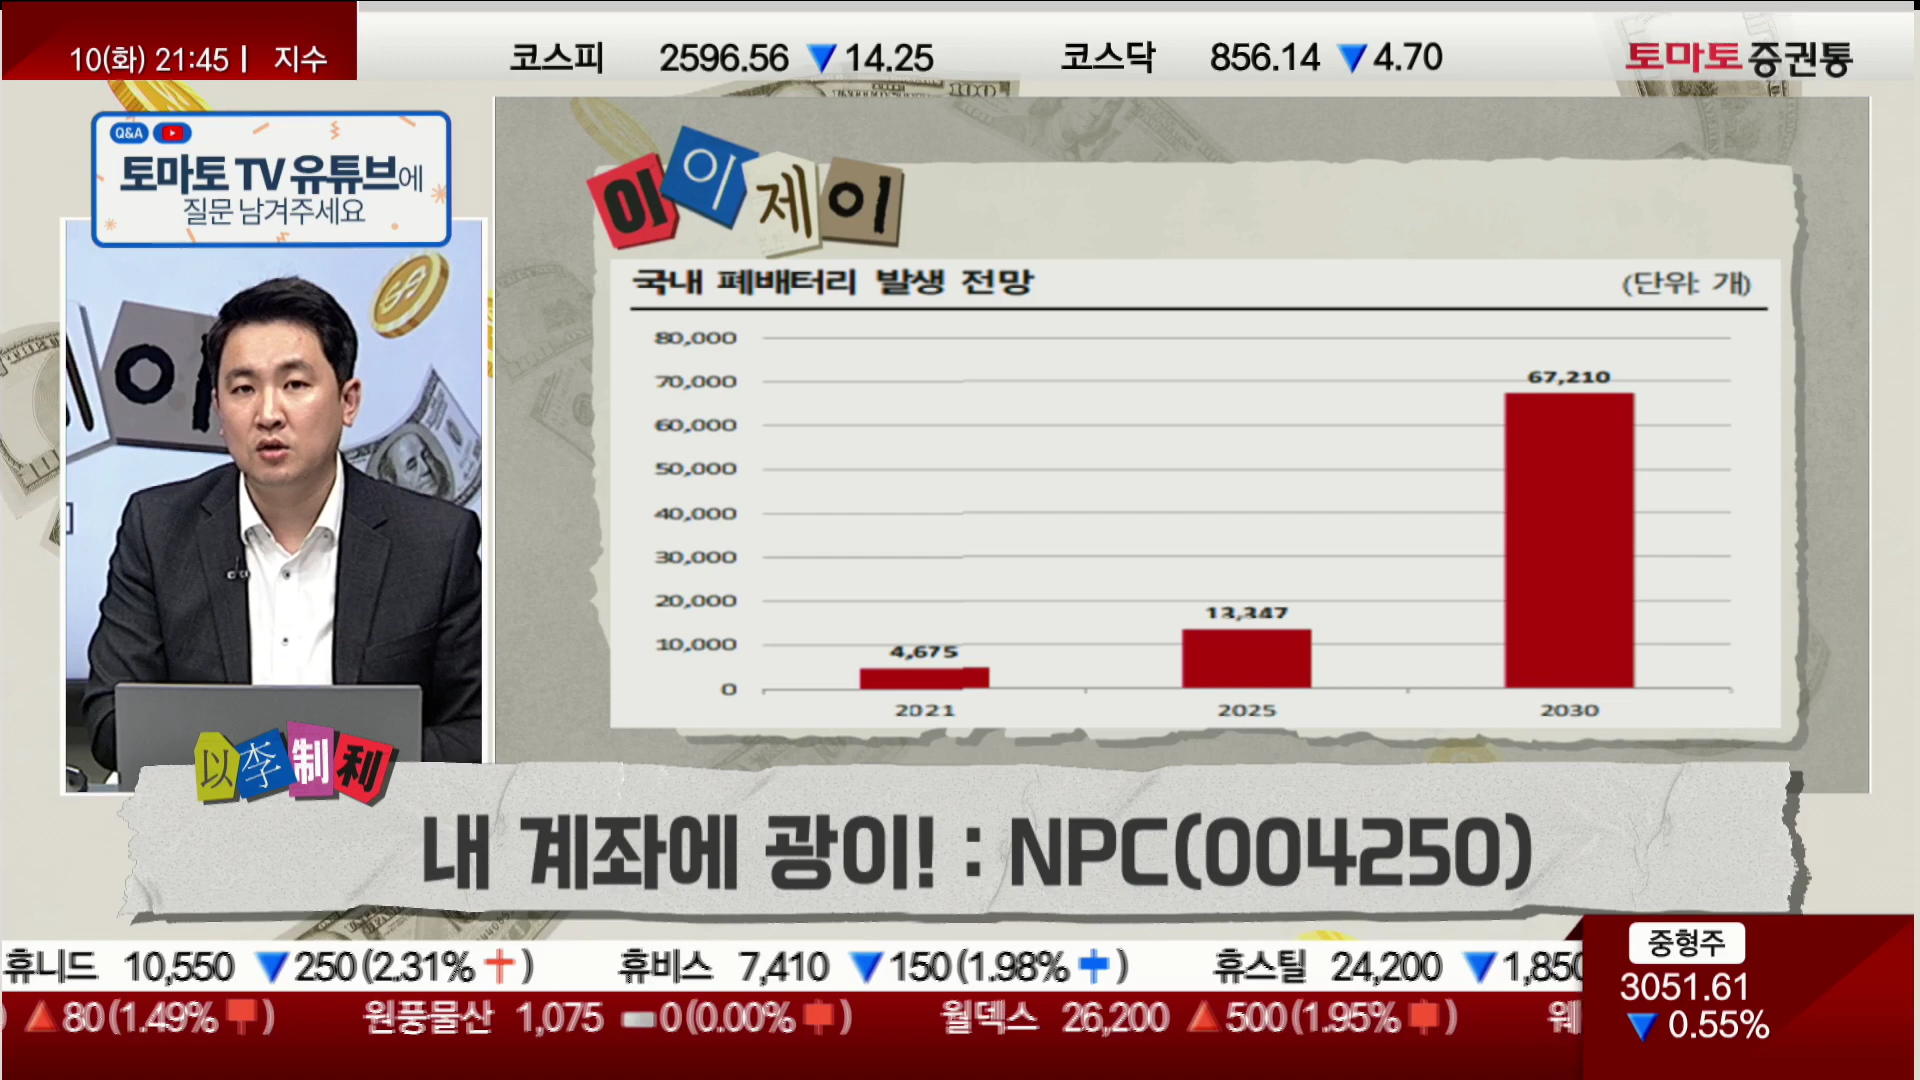 10(화) 21:45 | 지수
코스피 2596.56 ▼14.25 코스닥 856.14 ▼4.70
토마토증권통
Q&A
토마토TV 유튜브에
질문 남겨주세요
이이제이
국내 폐배터리 발생 전망 (단위: 개)
80,000
70,000
60,000
50,000
40,000
30,000
20,000
10,000
0
4,675
13,347
67,210
2021 2025 2030
以李制利
내 계좌에 광이! : NPC(004250)
휴니드 10,550 ▼250(2.31%) 휴비스 7,410 ▼150(1.98%) 휴스틸 24,200 ▼1,850
▲80(1.49%) 원풍물산 1,075 0(0.00%) 월덱스 26,200 ▲500(1.95%)
중형주
3051.61
▼ 0.55%